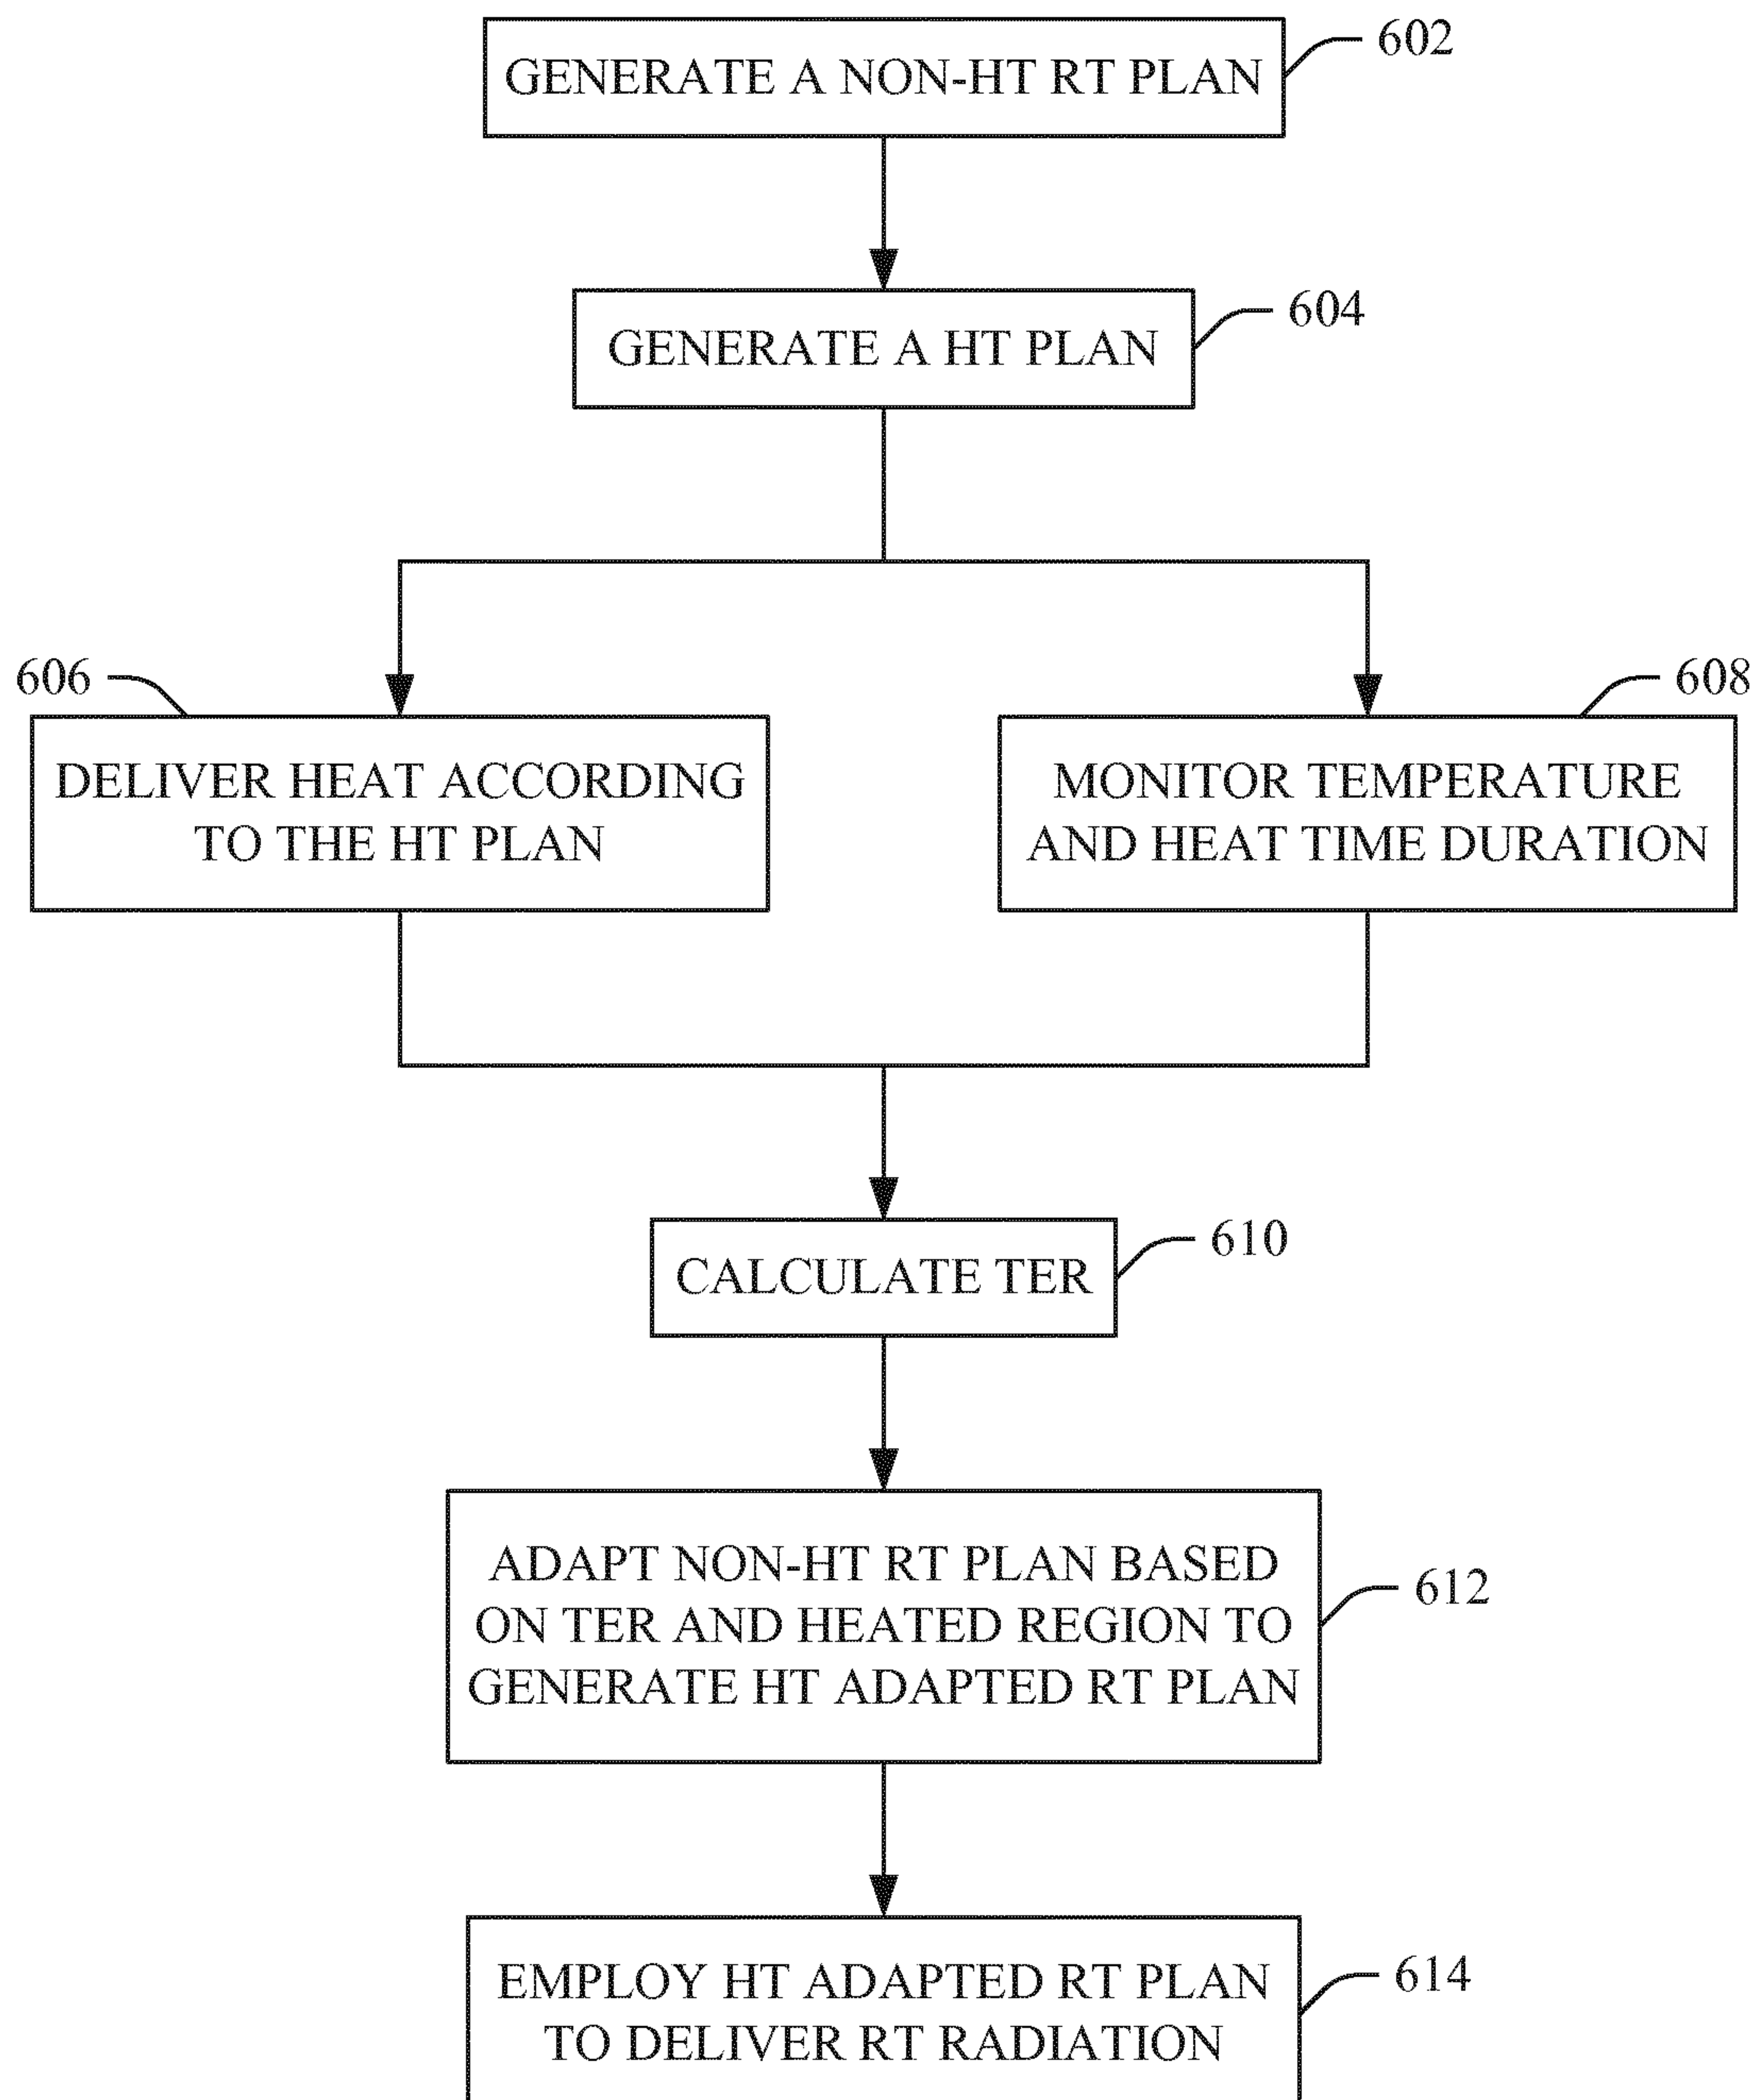 GENERATE A NON-HT RT PLAN
602
GENERATE A HT PLAN
604
606
DELIVER HEAT ACCORDING
TO THE HT PLAN
608
MONITOR TEMPERATURE
AND HEAT TIME DURATION
CALCULATE TER
610
ADAPT NON-HT RT PLAN BASED
ON TER AND HEATED REGION TO
GENERATE HT ADAPTED RT PLAN
612
EMPLOY HT ADAPTED RT PLAN
TO DELIVER RT RADIATION
614